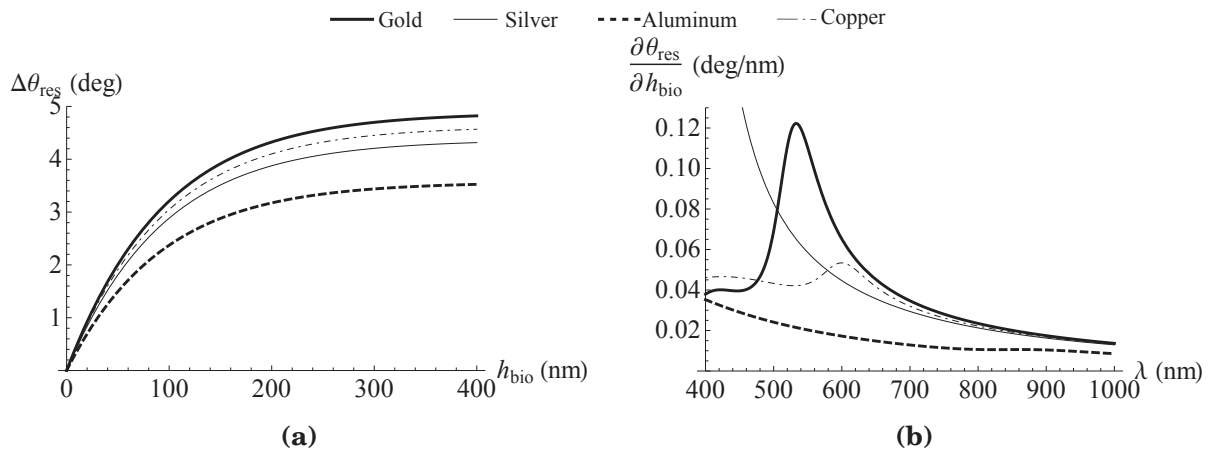 Gold Silver Aluminum Copper
Δθres (deg)
5
4
3
2
1
0 100 200 300 400
hbio (nm)
(a)
∂θres
∂hbio
(deg/nm)
0.12
0.10
0.08
0.06
0.04
0.02
400 500 600 700 800 900 1000
λ (nm)
(b)